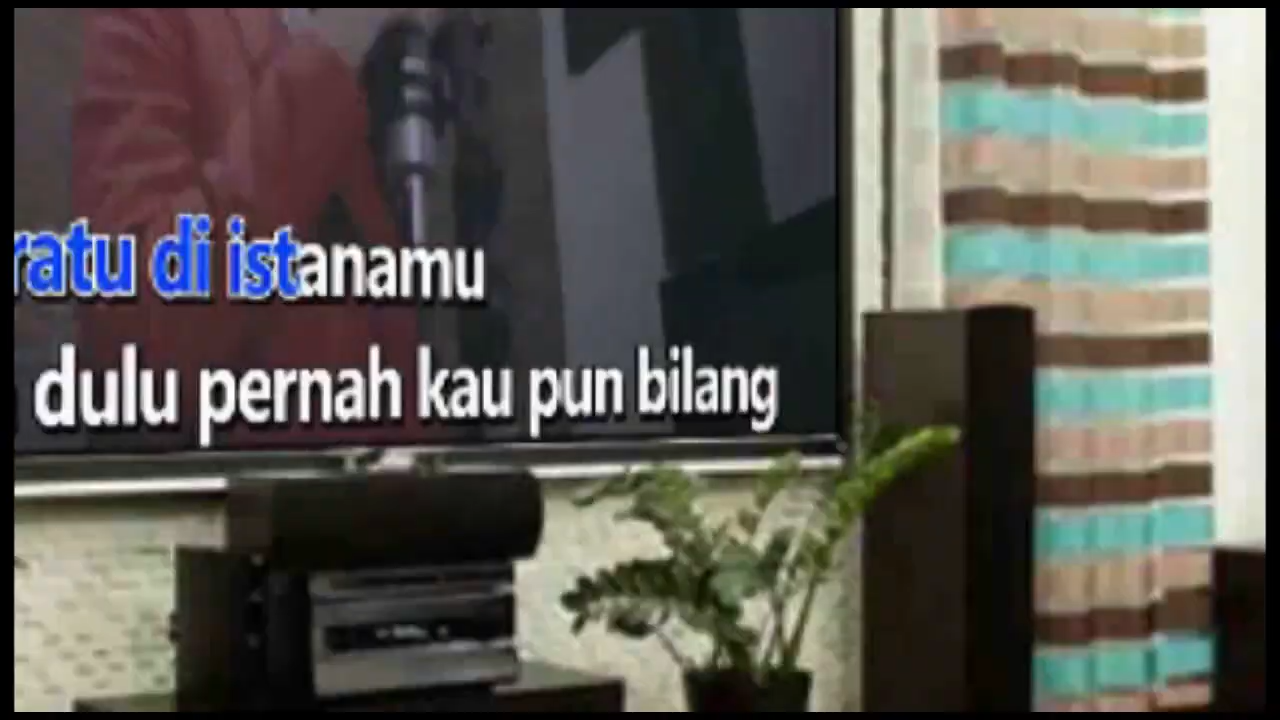 ratu di istanamu
dulu pernah kau pun bilang